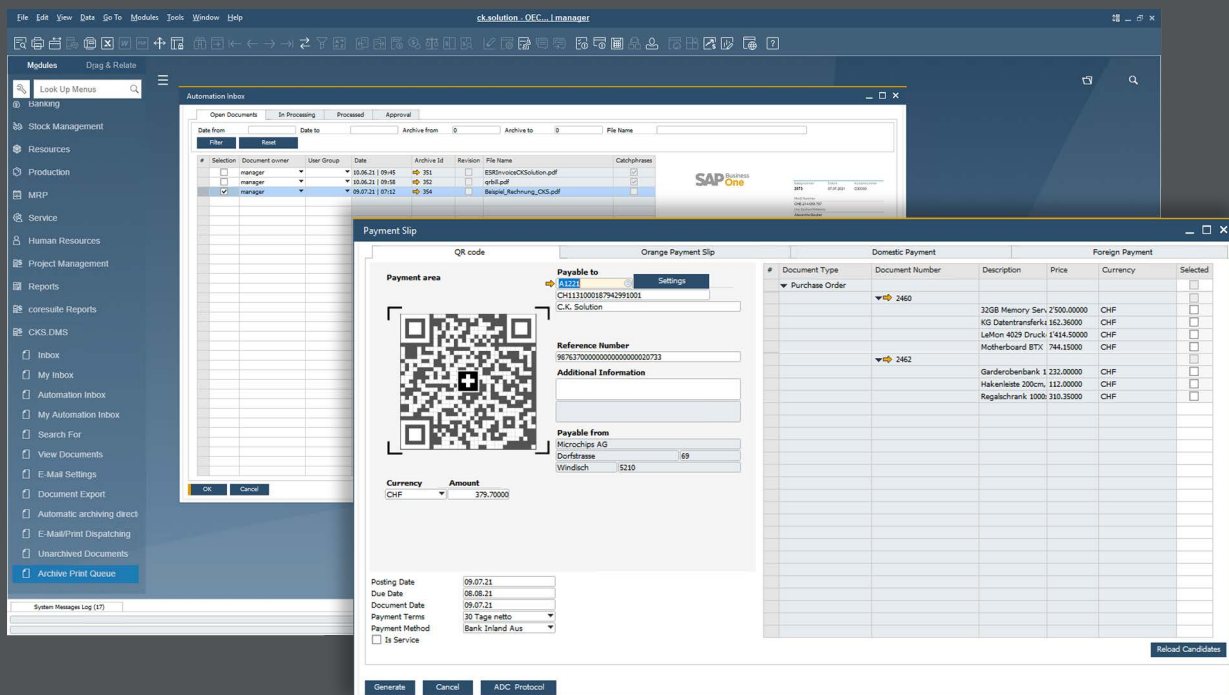 File Edit View Data Go To Modules Tools Window Help
ck.solution - OEC... | manager
Modules Drag & Relate
Look Up Menus
Banking
Stock Management
Resources
Production
MRP
Service
Human Resources
Project Management
Reports
coresuite Reports
CKS.DMS
Inbox
My Inbox
Automation Inbox
My Automation Inbox
Search For
View Documents
E-Mail Settings
Document Export
Automatic archiving direct
E-Mail/Print Dispatching
Unarchived Documents
Archive Print Queue
System Messages Log (17)
Automation Inbox
Open Documents In Processing Processed Approval
Date from Date to Archive from 0 Archive to 0 File Name
Filter Reset
# Selection Document owner User Group Date Archive Id Revision File Name Catchphrases
manager 10.06.21 | 09:45 351 ESRInvoiceCKSolution.pdf
manager 10.06.21 | 09:58 352 qrbill.pdf
manager 09.07.21 | 07:12 354 Beispiel_Rechnung_CKS.pdf
OK Cancel
SAP Business One
Payment Slip
QR code Orange Payment Slip Domestic Payment Foreign Payment
Payment area
Payable to
A1221 Settings
CH1131000187942991001
C.K. Solution
Reference Number
Additional Information
Payable from
Microchips AG
Dorfstrasse 69
Windisch 5210
Currency Amount
CHF 379.70000
Posting Date 09.07.21
Due Date 08.08.21
Document Date 09.07.21
Payment Terms 30 Tage netto
Payment Method Bank Inland Aus
Is Service
# Document Type Document Number Description Price Currency Selected
Purchase Order
2460
32GB Memory Serv 2'500.00000 CHF
KG Datentransferka 162.36000 CHF
LeMon 4029 Druck 1'414.50000 CHF
Motherboard BTX 744.15000 CHF
2462
Garderobenbank 1 232.00000 CHF
Hakenleiste 200cm, 112.00000 CHF
Regalschrank 1000 310.35000 CHF
Reload Candidates
Generate Cancel ADC Protocol